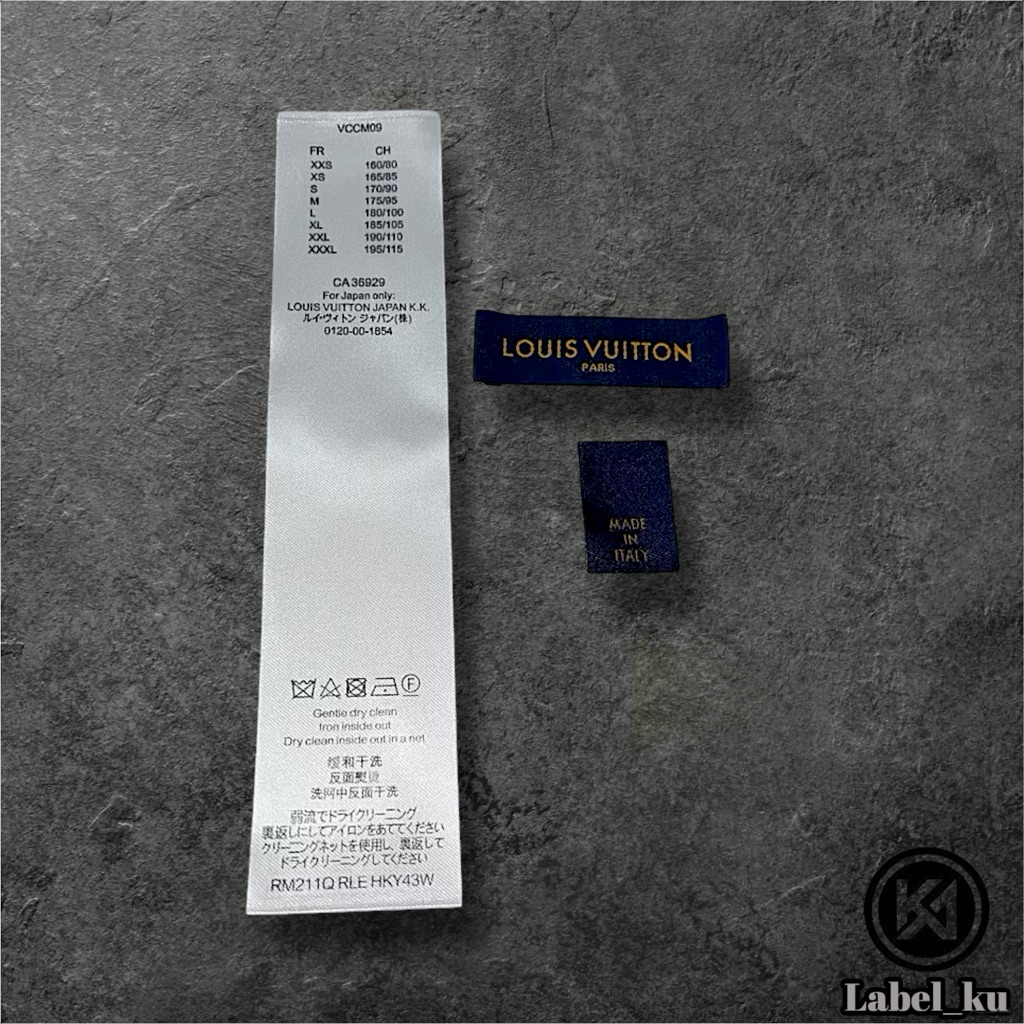 VCCM09
FR CH
XXS 160/80
XS 165/85
S 170/90
M 175/95
L 180/100
XL 185/105
XXL 190/110
XXXL 195/115
CA36929
For Japan only:
LOUIS VUITTON JAPAN K.K.
ルイ・ヴィトン ジャパン(株)
0120-00-1854
Gentle dry clean
Iron inside out
Dry clean inside out in a net
缓和干洗
反面熨烫
洗网中反面干洗
弱流でドライクリーニング
裏返しにしてアイロンをあててください
クリーニングネットを使用し、裏返して
ドライクリーニングしてください
RM211Q RLE HKY43W
LOUIS VUITTON
PARIS
MADE
IN
ITALY
Label_ku